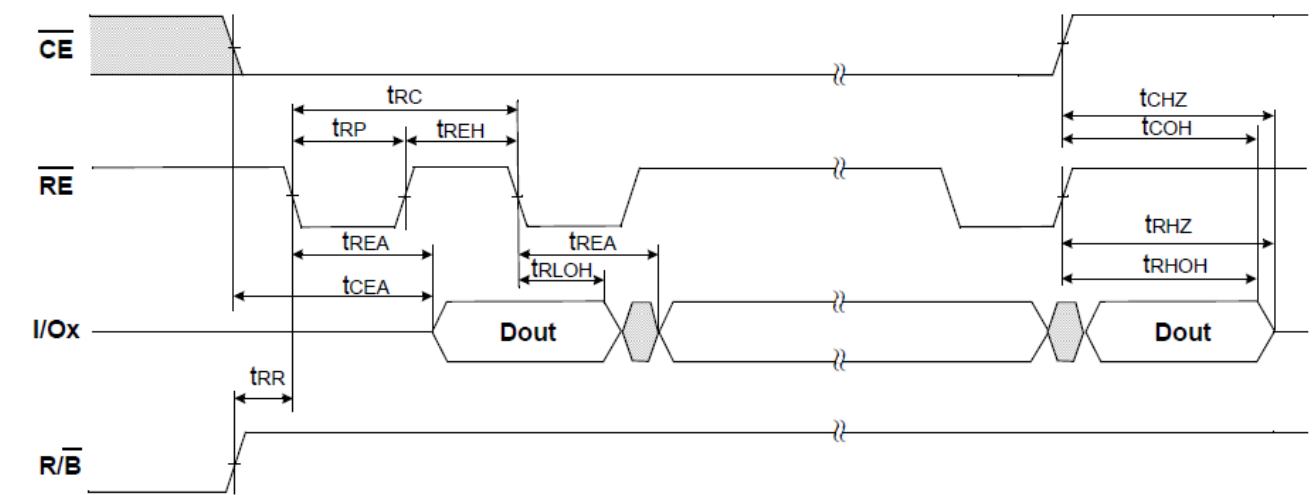 CE
tRC
tCHZ
tRP tREH
tCOH
RE
tREA tREA
tRHZ
tRLOH
tRHOH
tCEA
I/Ox Dout Dout
tRR
R/B